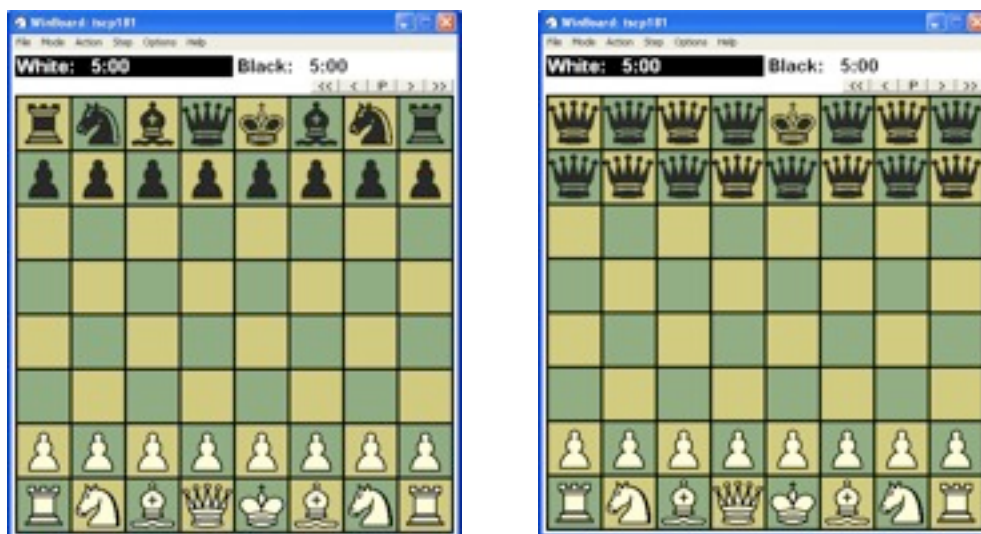 WinBoard: tscp181
File Mode Action Step Options Help
White: 5:00 Black: 5:00
<< < P > >>
WinBoard: tscp181
File Mode Action Step Options Help
White: 5:00 Black: 5:00
<< < P > >>